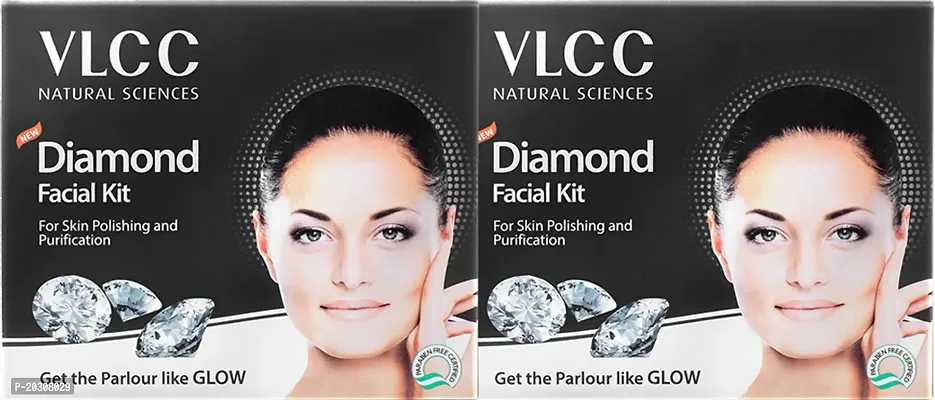 VLCC
NATURAL SCIENCES
NEW
Diamond
Facial Kit
For Skin Polishing and
Purification
Get the Parlour like GLOW
PARABEN FREE CERTIFIED
P-20308029
VLCC
NATURAL SCIENCES
NEW
Diamond
Facial Kit
For Skin Polishing and
Purification
Get the Parlour like GLOW
PARABEN FREE CERTIFIED